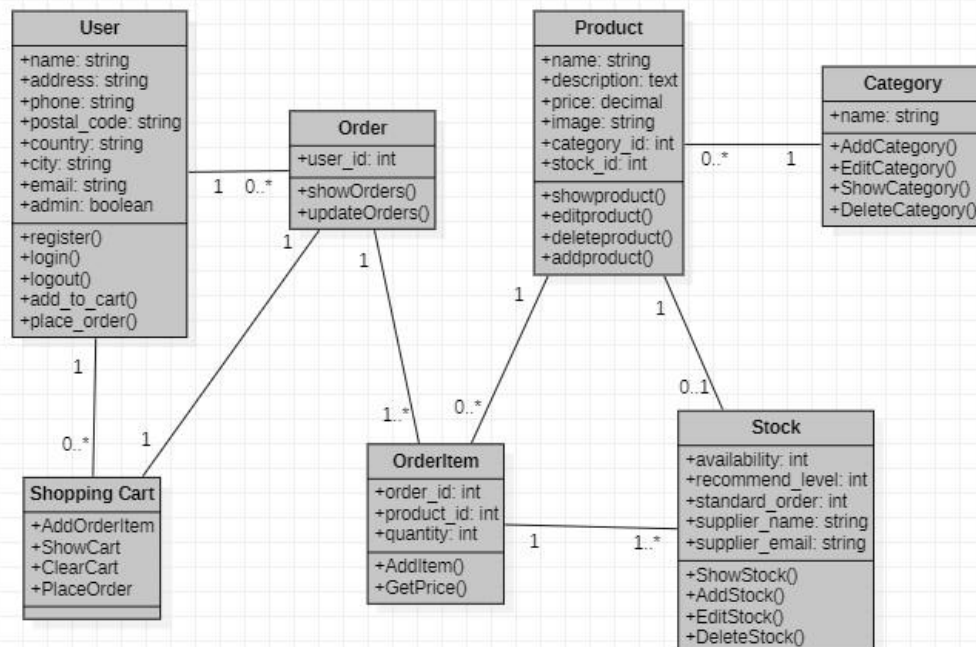 User
+name: string
+address: string
+phone: string
+postal_code: string
+country: string
+city: string
+email: string
+admin: boolean
+register()
+login()
+logout()
+add_to_cart()
+place_order()
1
0..*
Order
+user_id: int
+showOrders()
+updateOrders()
1
1
Product
+name: string
+description: text
+price: decimal
+image: string
+category_id: int
+stock_id: int
+showproduct()
+editproduct()
+deleteproduct()
+addproduct()
0..*
1
Category
+name: string
+AddCategory()
+EditCategory()
+ShowCategory()
+DeleteCategory()
1
1
1
0..*
1
1..*
0..*
0..1
Shopping Cart
+AddOrderItem
+ShowCart
+ClearCart
+PlaceOrder
OrderItem
+order_id: int
+product_id: int
+quantity: int
+AddItem()
+GetPrice()
1
1..*
Stock
+availability: int
+recommend_level: int
+standard_order: int
+supplier_name: string
+supplier_email: string
+ShowStock()
+AddStock()
+EditStock()
+DeleteStock()